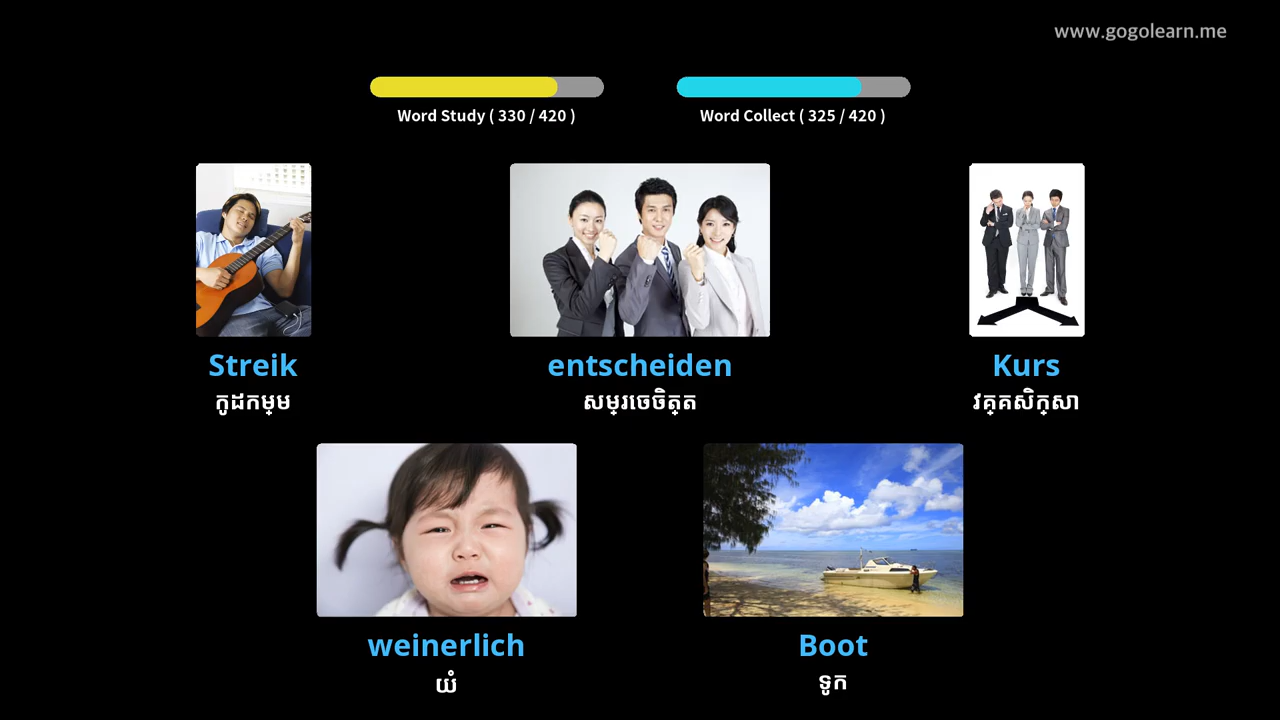 www.gogolearn.me
Word Study ( 330 / 420 )
Word Collect ( 325 / 420 )
Streik
កូដកម្ម
entscheiden
សម្រេចចិត្ត
Kurs
វគ្គសិក្សា
weinerlich
យំ
Boot
ទូក